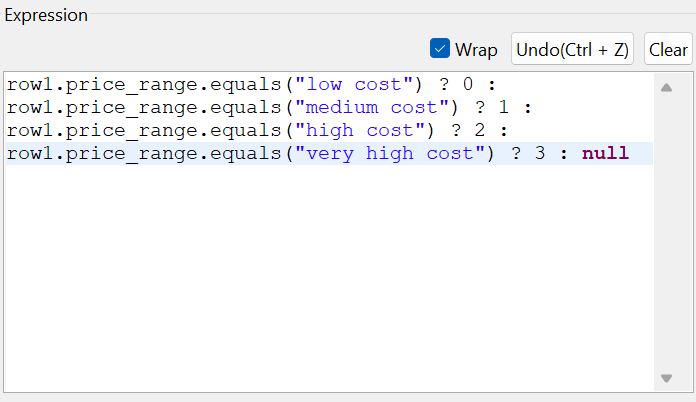 Expression
Wrap Undo(Ctrl + Z) Clear
row1.price_range.equals("low cost") ? 0 :
row1.price_range.equals("medium cost") ? 1 :
row1.price_range.equals("high cost") ? 2 :
row1.price_range.equals("very high cost") ? 3 : null